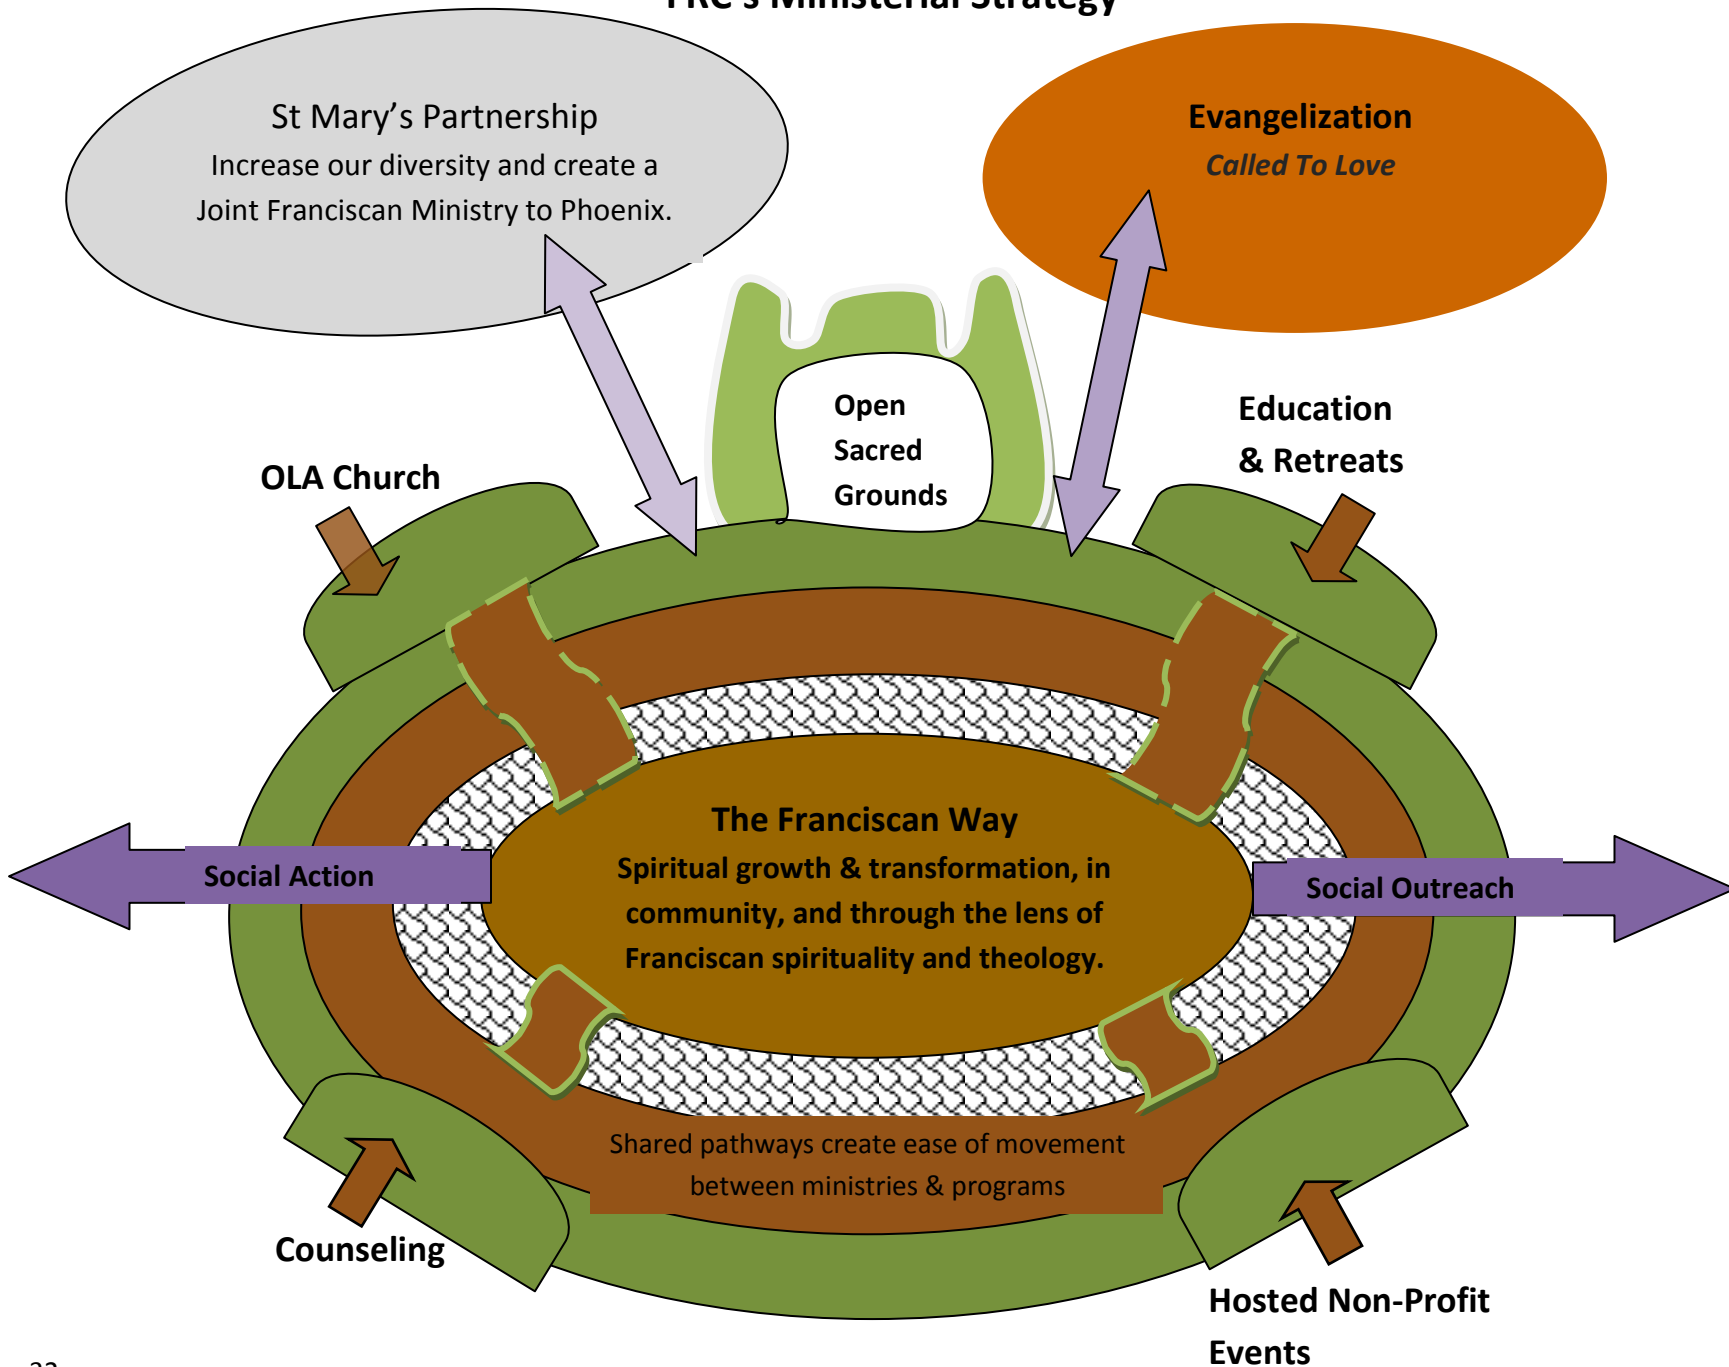 FRC's Ministerial Strategy
St Mary’s Partnership
Increase our diversity and create a
Joint Franciscan Ministry to Phoenix.
Evangelization
Called To Love
Open
Sacred
Grounds
Education
& Retreats
OLA Church
The Franciscan Way
Spiritual growth & transformation, in
community, and through the lens of
Franciscan spirituality and theology.
Social Action
Social Outreach
Shared pathways create ease of movement
between ministries & programs
Counseling
Hosted Non-Profit
Events